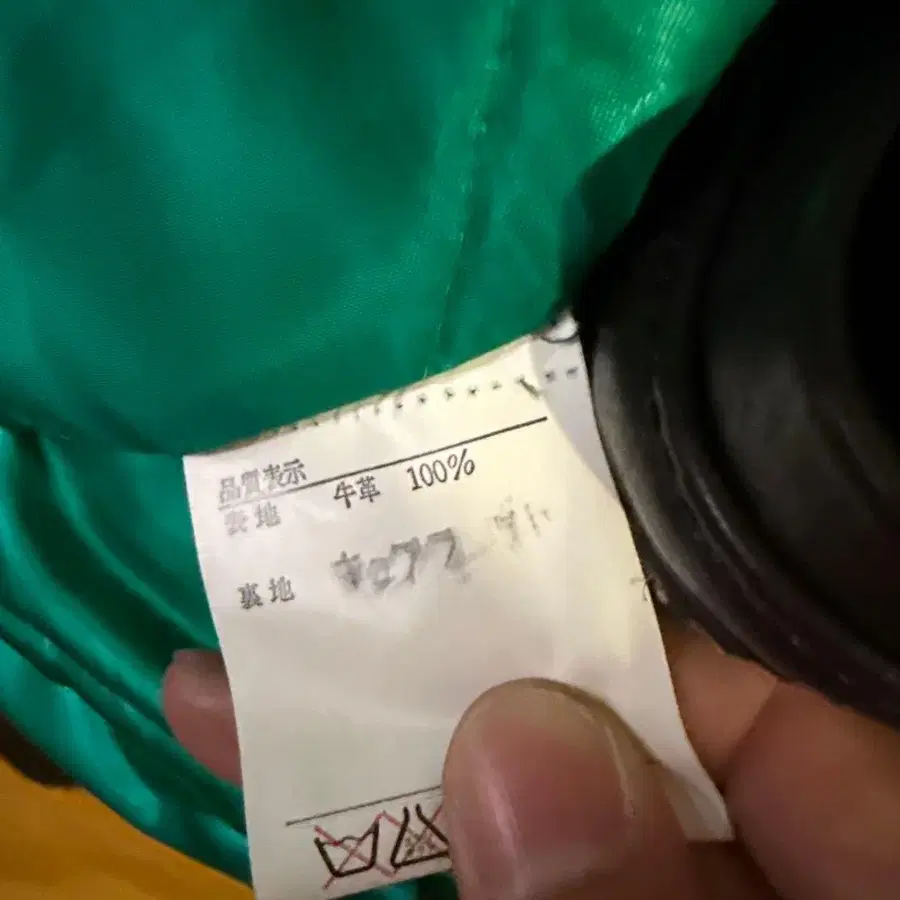 品質表示
表地 牛革 100%
裏地